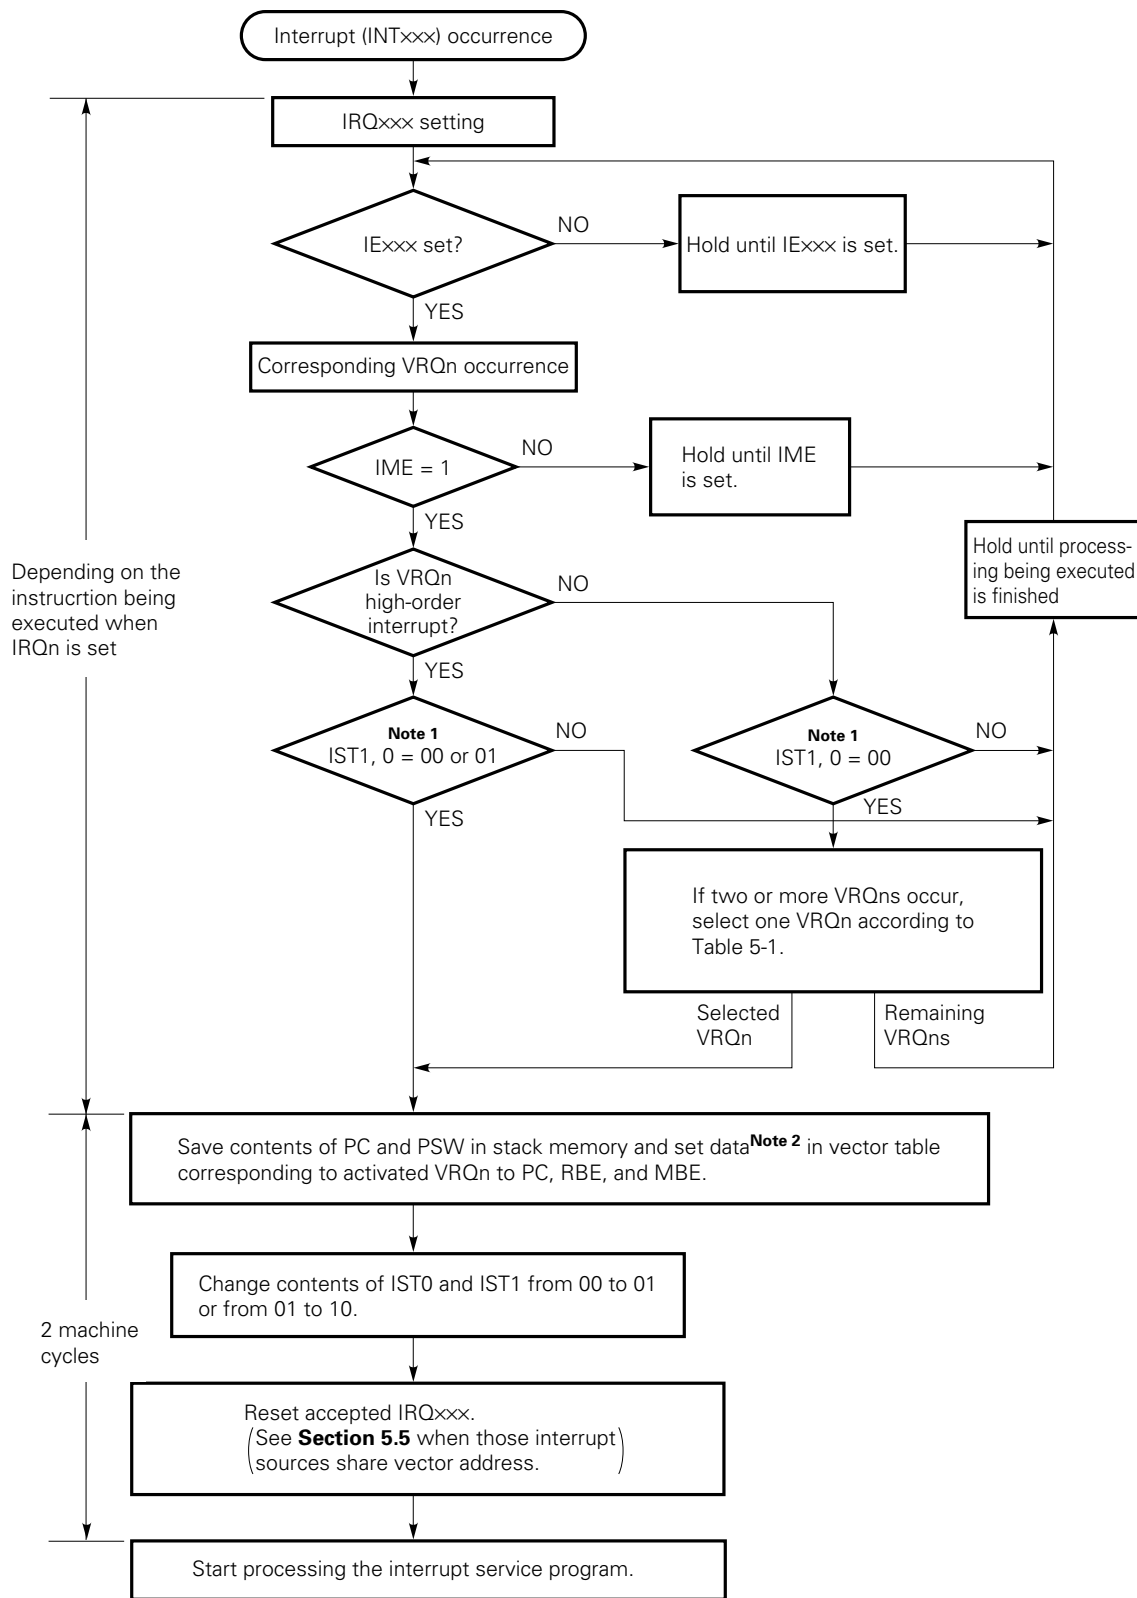 Interrupt (INT×××) occurrence
IRQ××× setting
IE××× set?
NO
Hold until IE××× is set.
YES
Corresponding VRQn occurrence
IME = 1
NO
Hold until IME
is set.
YES
Hold until process-
ing being executed
is finished
Depending on the
instrucrtion being
executed when
IRQn is set
Is VRQn
high-order
interrupt?
NO
YES
Note 1
IST1, 0 = 00 or 01
NO
YES
Note 1
IST1, 0 = 00
NO
YES
If two or more VRQns occur,
select one VRQn according to
Table 5-1.
Selected
VRQn
Remaining
VRQns
Save contents of PC and PSW in stack memory and set data Note 2 in vector table
corresponding to activated VRQn to PC, RBE, and MBE.
Change contents of IST0 and IST1 from 00 to 01
or from 01 to 10.
2 machine
cycles
Reset accepted IRQ×××.
(See Section 5.5 when those interrupt
sources share vector address.)
Start processing the interrupt service program.